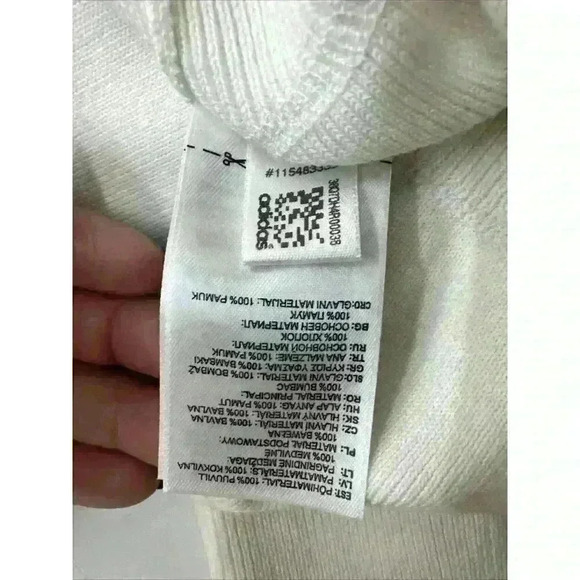 EST: PÕHIMATERJAL:
100% PUUVILL
LV: PAMATMATERIĀLS: 100% KOKVILNA
LT: PAGRINDINĖ MEDŽIAGA:
100% MEDVILNĖ
PL: MATERIAŁ PODSTAWOWY:
100% BAWEŁNA
CZ: HLAVNÍ MATERIÁL: 100% BAVLNA
SK: HLAVNÝ MATERIÁL: 100% BAVLNA
HU: ALAP ANYAG: 100% PAMUT
RO: MATERIAL PRINCIPAL:
100% BUMBAC
SLO:GLAVNI MATERIAL: 100% BOMBAŽ
GR: ΚΥΡΙΩΣ ΥΦΑΣΜΑ: 100% ΒΑΜΒΑΚΙ
TR: ANA MALZEME: 100% PAMUK
RU: ОСНОВНОЙ МАТЕРИАЛ:
100% ХЛОПОК
BG: ОСНОВЕН МАТЕРИАЛ:
100% ПАМУК
CRO:GLAVNI MATERIAL: 100% PAMUK
adidas